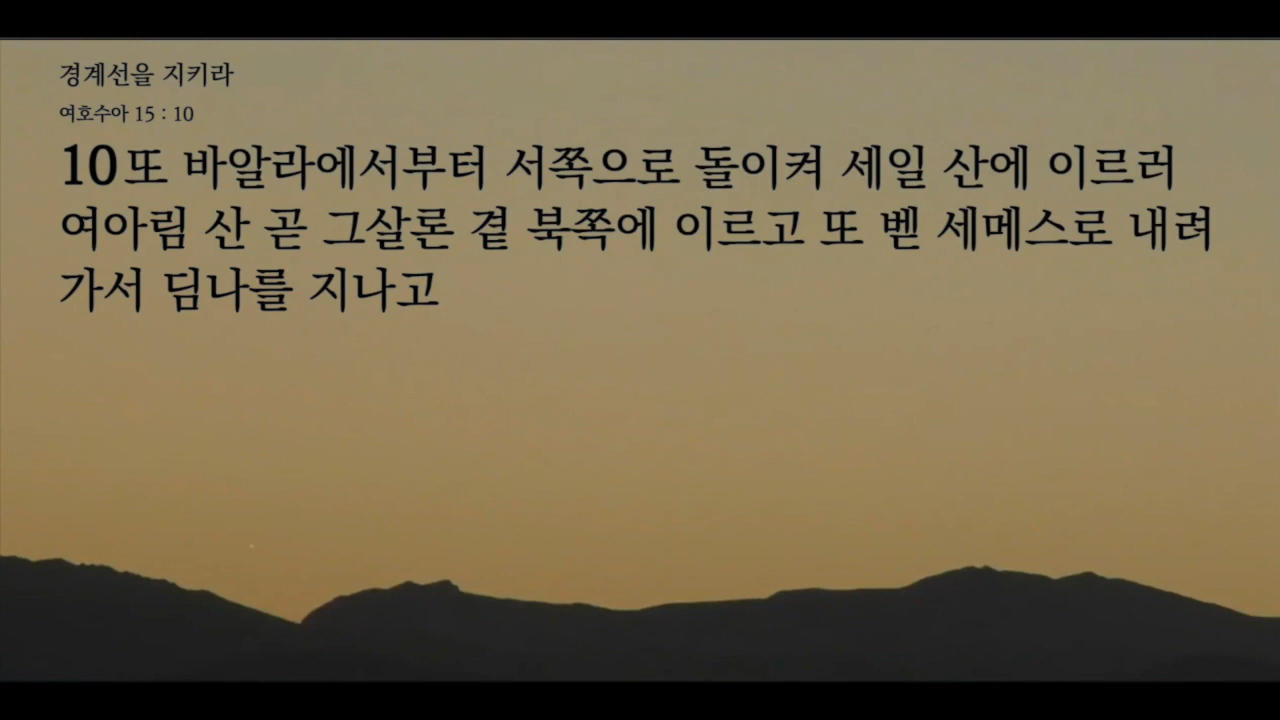 경계선을 지키라
여호수아 15 : 10
10 또 바알라에서부터 서쪽으로 돌이켜 세일 산에 이르러
여아림 산 곧 그살론 곁 북쪽에 이르고 또 벧 세메스로 내려
가서 딤나를 지나고